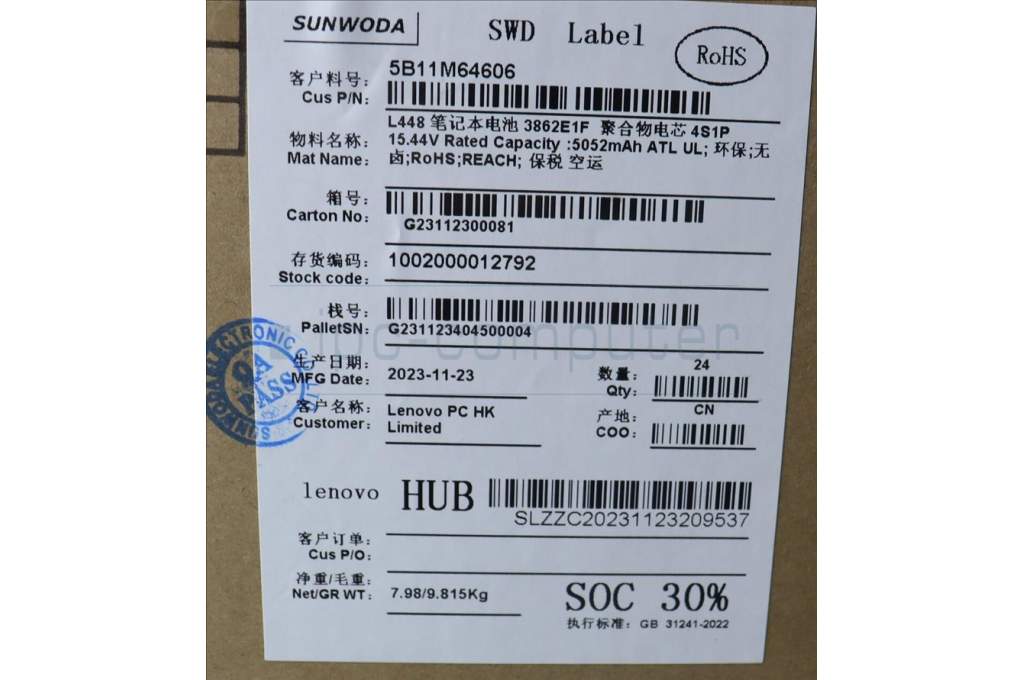 SUNWODA
SWD Label
RoHS
客户料号: 5B11M64606
Cus P/N:
物料名称: L448 笔记本电池 3862E1F 聚合物电芯 4S1P
Mat Name: 15.44V Rated Capacity :5052mAh ATL UL; 环保;无
卤;RoHS;REACH; 保税 空运
箱号:
Carton No: G23112300081
存货编码: 1002000012792
Stock code:
栈号:
PalletSN: G231123404500004
生产日期: 2023-11-23
MFG Date:
数量: 24
Qty:
客户名称: Lenovo PC HK
Customer: Limited
产地: CN
COO:
lenovo HUB
SLZZC20231123209537
客户订单:
Cus P/O:
净重/毛重:
Net/GR WT: 7.98/9.815Kg
SOC 30%
执行标准: GB 31241-2022
QA
PASS
computer